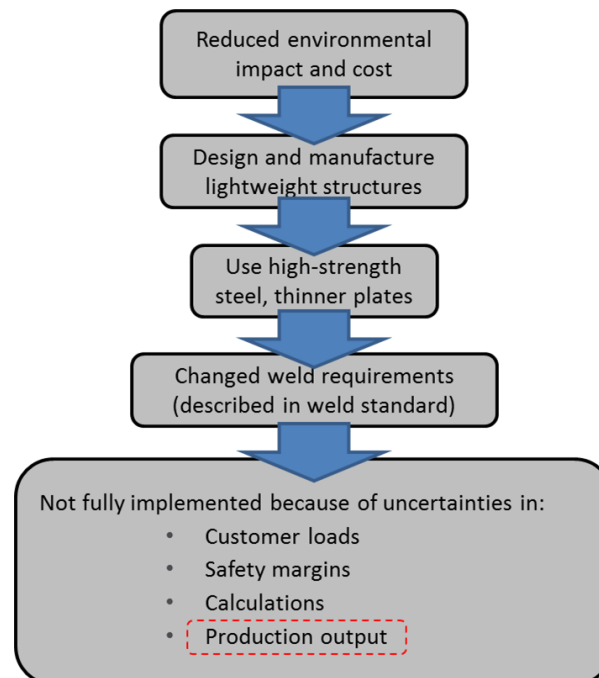 Reduced environmental
impact and cost
Design and manufacture
lightweight structures
Use high-strength
steel, thinner plates
Changed weld requirements
(described in weld standard)
Not fully implemented because of uncertainties in:
• Customer loads
• Safety margins
• Calculations
• Production output